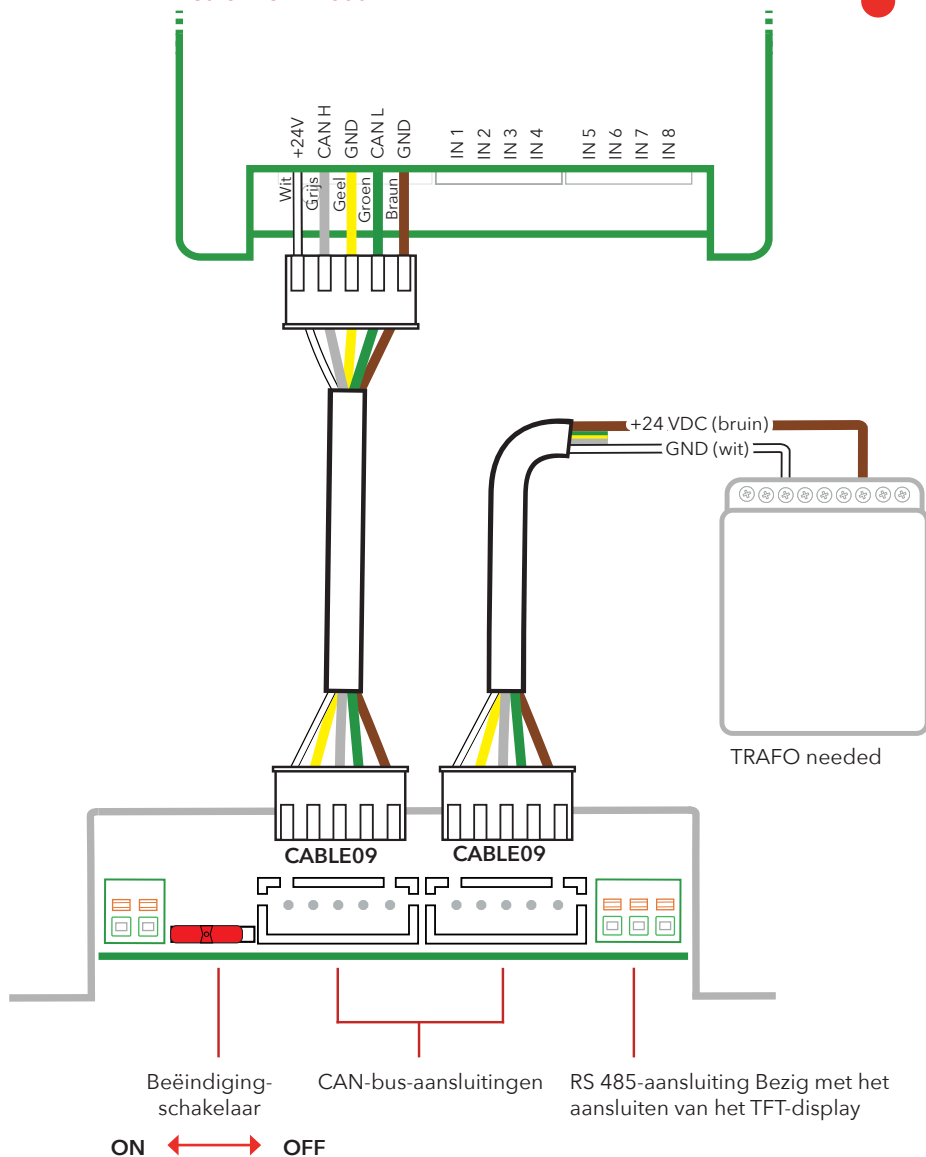 +24V
CAN H
GND
CAN L
GND
IN 1
IN 2
IN 3
IN 4
IN 5
IN 6
IN 7
IN 8
Wit
Grijs
Geel
Groen
Braun
+24 VDC (bruin)
GND (wit)
TRAFO needed
CABLE09
CABLE09
Beëindiging-
schakelaar
CAN-bus-aansluitingen
RS 485-aansluiting Bezig met het
aansluiten van het TFT-display
ON
OFF